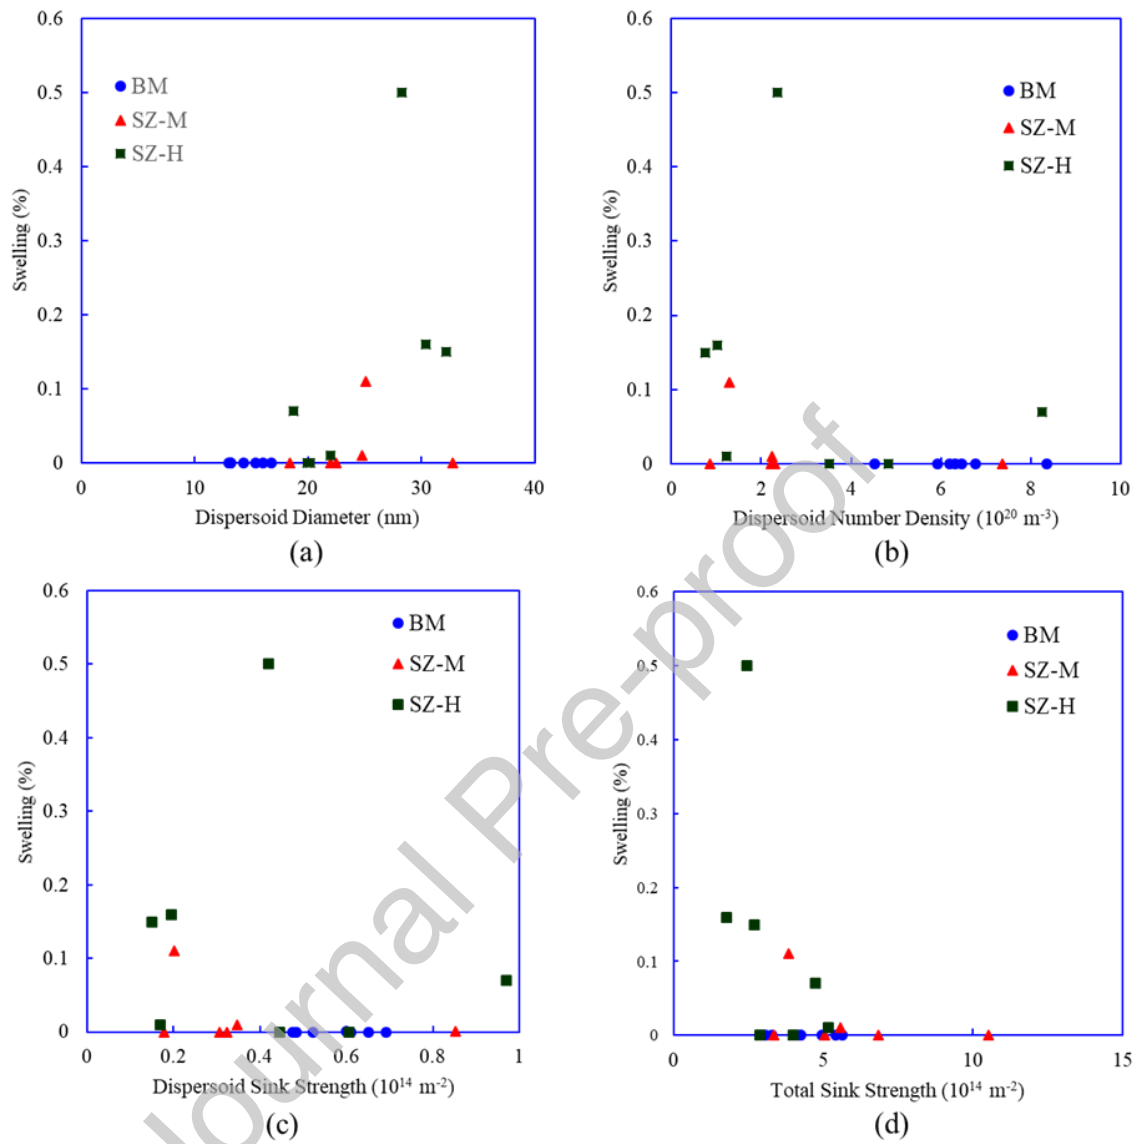 0.6
0.5
0.4
0.3
0.2
0.1
0
Swelling (%)
BM
SZ-M
SZ-H
0 10 20 30 40
Dispersoid Diameter (nm)
(a)
0.6
0.5
0.4
0.3
0.2
0.1
0
Swelling (%)
BM
SZ-M
SZ-H
0 2 4 6 8 10
Dispersoid Number Density (10²⁰ m⁻³)
(b)
0.6
0.5
0.4
0.3
0.2
0.1
0
Swelling (%)
BM
SZ-M
SZ-H
0 0.2 0.4 0.6 0.8 1
Dispersoid Sink Strength (10¹⁴ m⁻²)
(c)
0.6
0.5
0.4
0.3
0.2
0.1
0
Swelling (%)
BM
SZ-M
SZ-H
0 5 10 15
Total Sink Strength (10¹⁴ m⁻²)
(d)
Journal Pre-proof